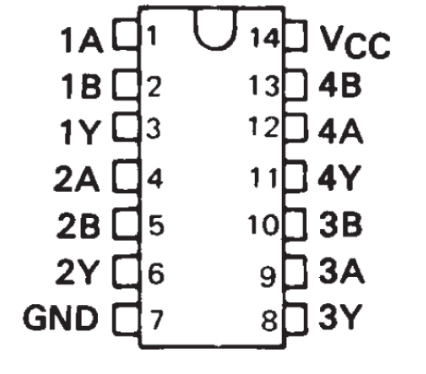 1A 1 14 VCC
1B 2 13 4B
1Y 3 12 4A
2A 4 11 4Y
2B 5 10 3B
2Y 6 9 3A
GND 7 8 3Y